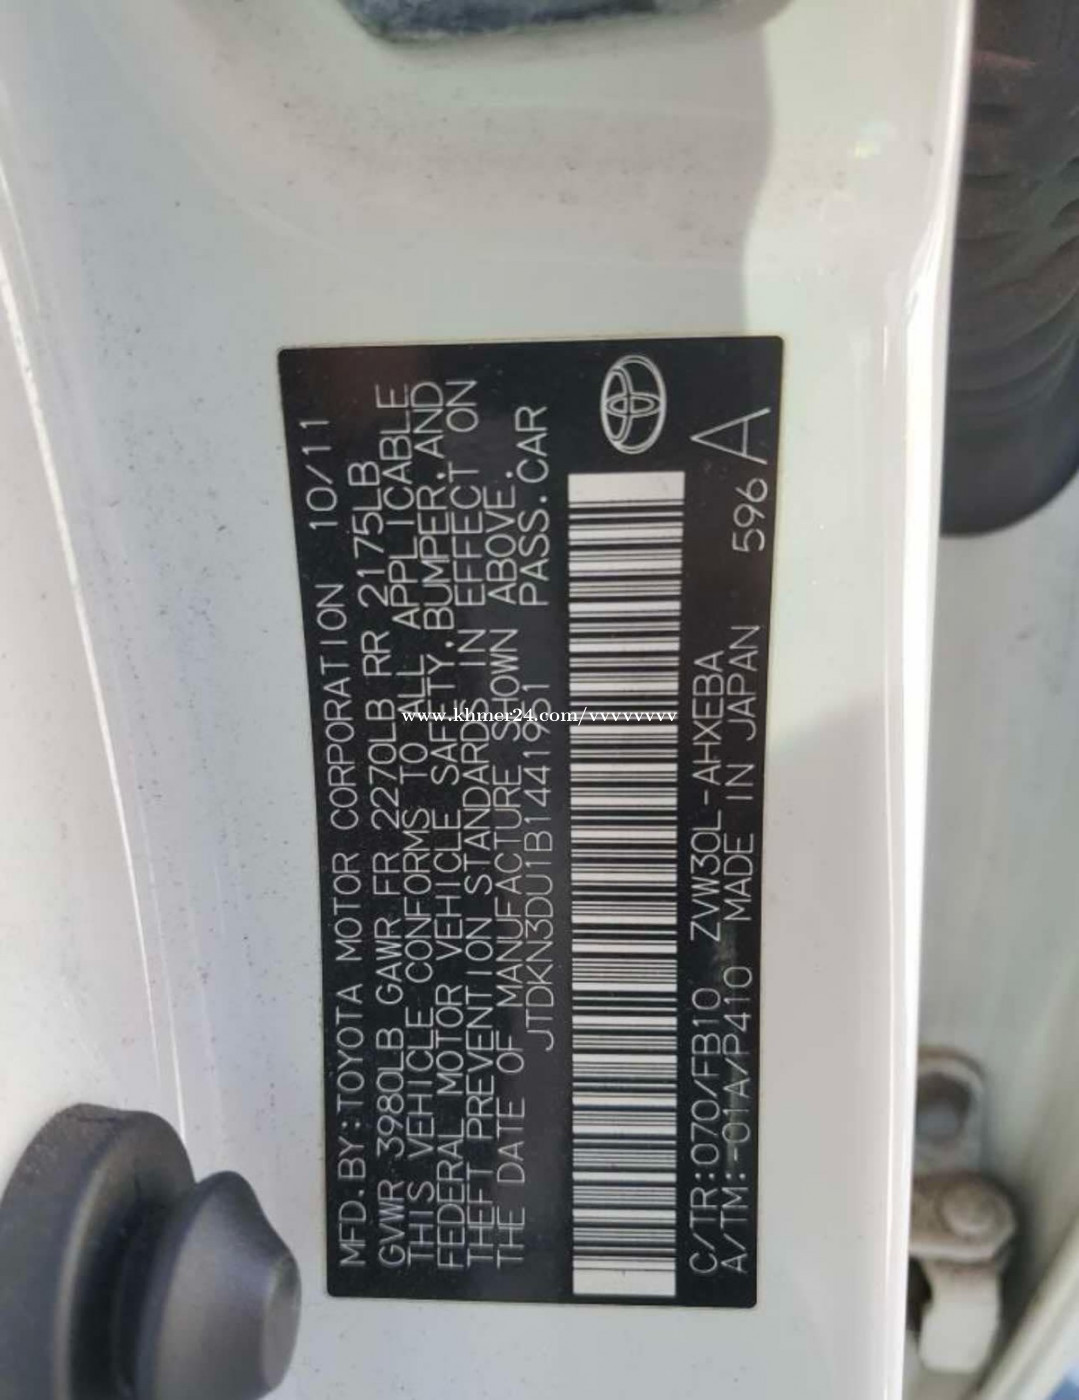 MFD.BY:TOYOTA MOTOR CORPORATION 10/11
GVWR 3980LB GAWR FR 2270LB RR 2175LB
THIS VEHICLE CONFORMS TO ALL APPLICABLE
FEDERAL MOTOR VEHICLE SAFETY,BUMPER,AND
THEFT PREVENTION STANDARDS IN EFFECT ON
THE DATE OF MANUFACTURE SHOWN ABOVE.
JTDKN3DU1B1441961 PASS.CAR
C/TR:070/FB10 ZVW30L-AHXEBA 596 A
A/TM:-01A/P410 MADE IN JAPAN
www.khmer24.com/vvvvvvvv